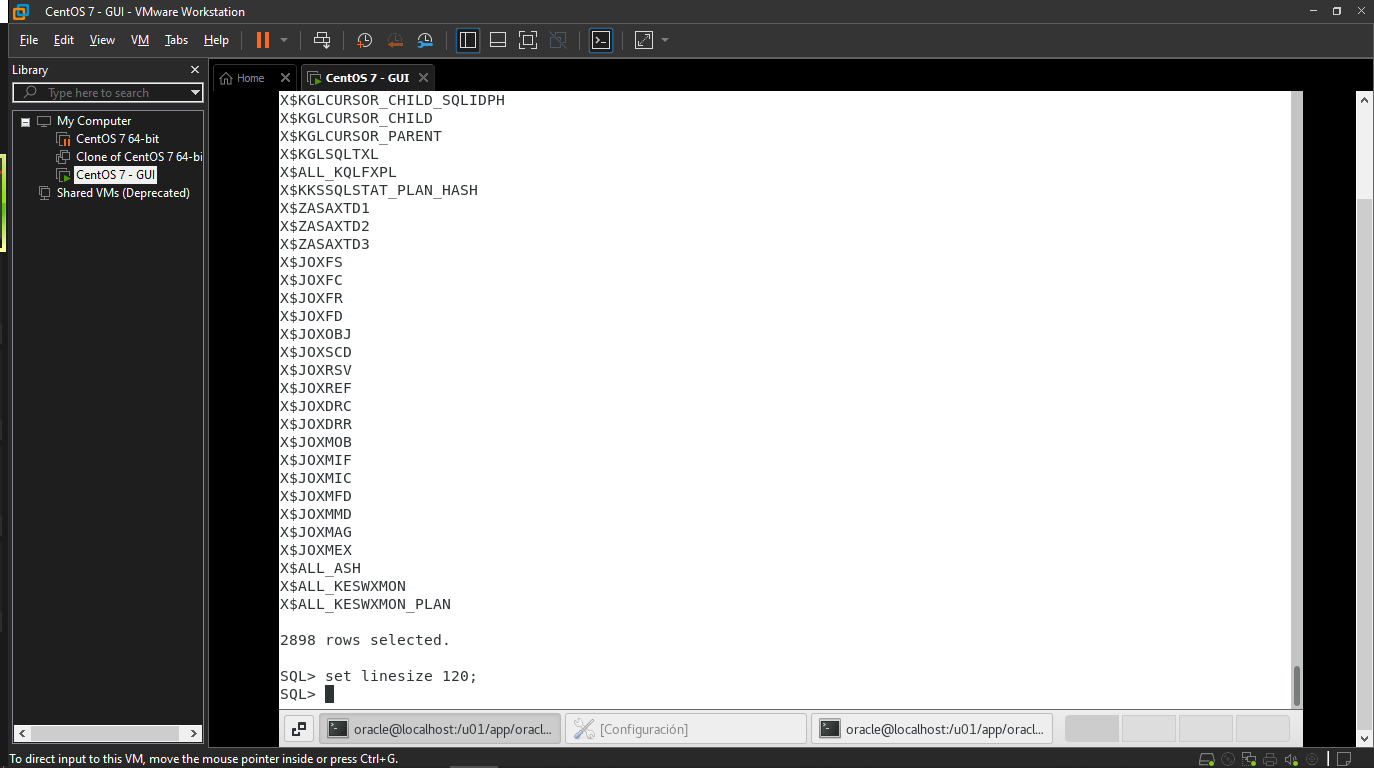 CentOS 7 - GUI - VMware Workstation
File Edit View VM Tabs Help
Library
Home
CentOS 7 - GUI
Type here to search
My Computer
CentOS 7 64-bit
Clone of CentOS 7 64-bi
CentOS 7 - GUI
Shared VMs (Deprecated)
X$KGLCURSOR_CHILD_SQLIDPH
X$KGLCURSOR_CHILD
X$KGLCURSOR_PARENT
X$KGLSQLTXL
X$ALL_KQLFXPL
X$KKSSQLSTAT_PLAN_HASH
X$ZASAXTD1
X$ZASAXTD2
X$ZASAXTD3
X$JOXFS
X$JOXFC
X$JOXFR
X$JOXFD
X$JOXOBJ
X$JOXSCD
X$JOXRSV
X$JOXREF
X$JOXDRC
X$JOXDRR
X$JOXMOB
X$JOXMIF
X$JOXMIC
X$JOXMFD
X$JOXMMD
X$JOXMAG
X$JOXMEX
X$ALL_ASH
X$ALL_KESWXMON
X$ALL_KESWXMON_PLAN
2898 rows selected.
SQL> set linesize 120;
SQL>
oracle@localhost:/u01/app/oracl...
[Configuración]
oracle@localhost:/u01/app/oracl...
To direct input to this VM, move the mouse pointer inside or press Ctrl+G.